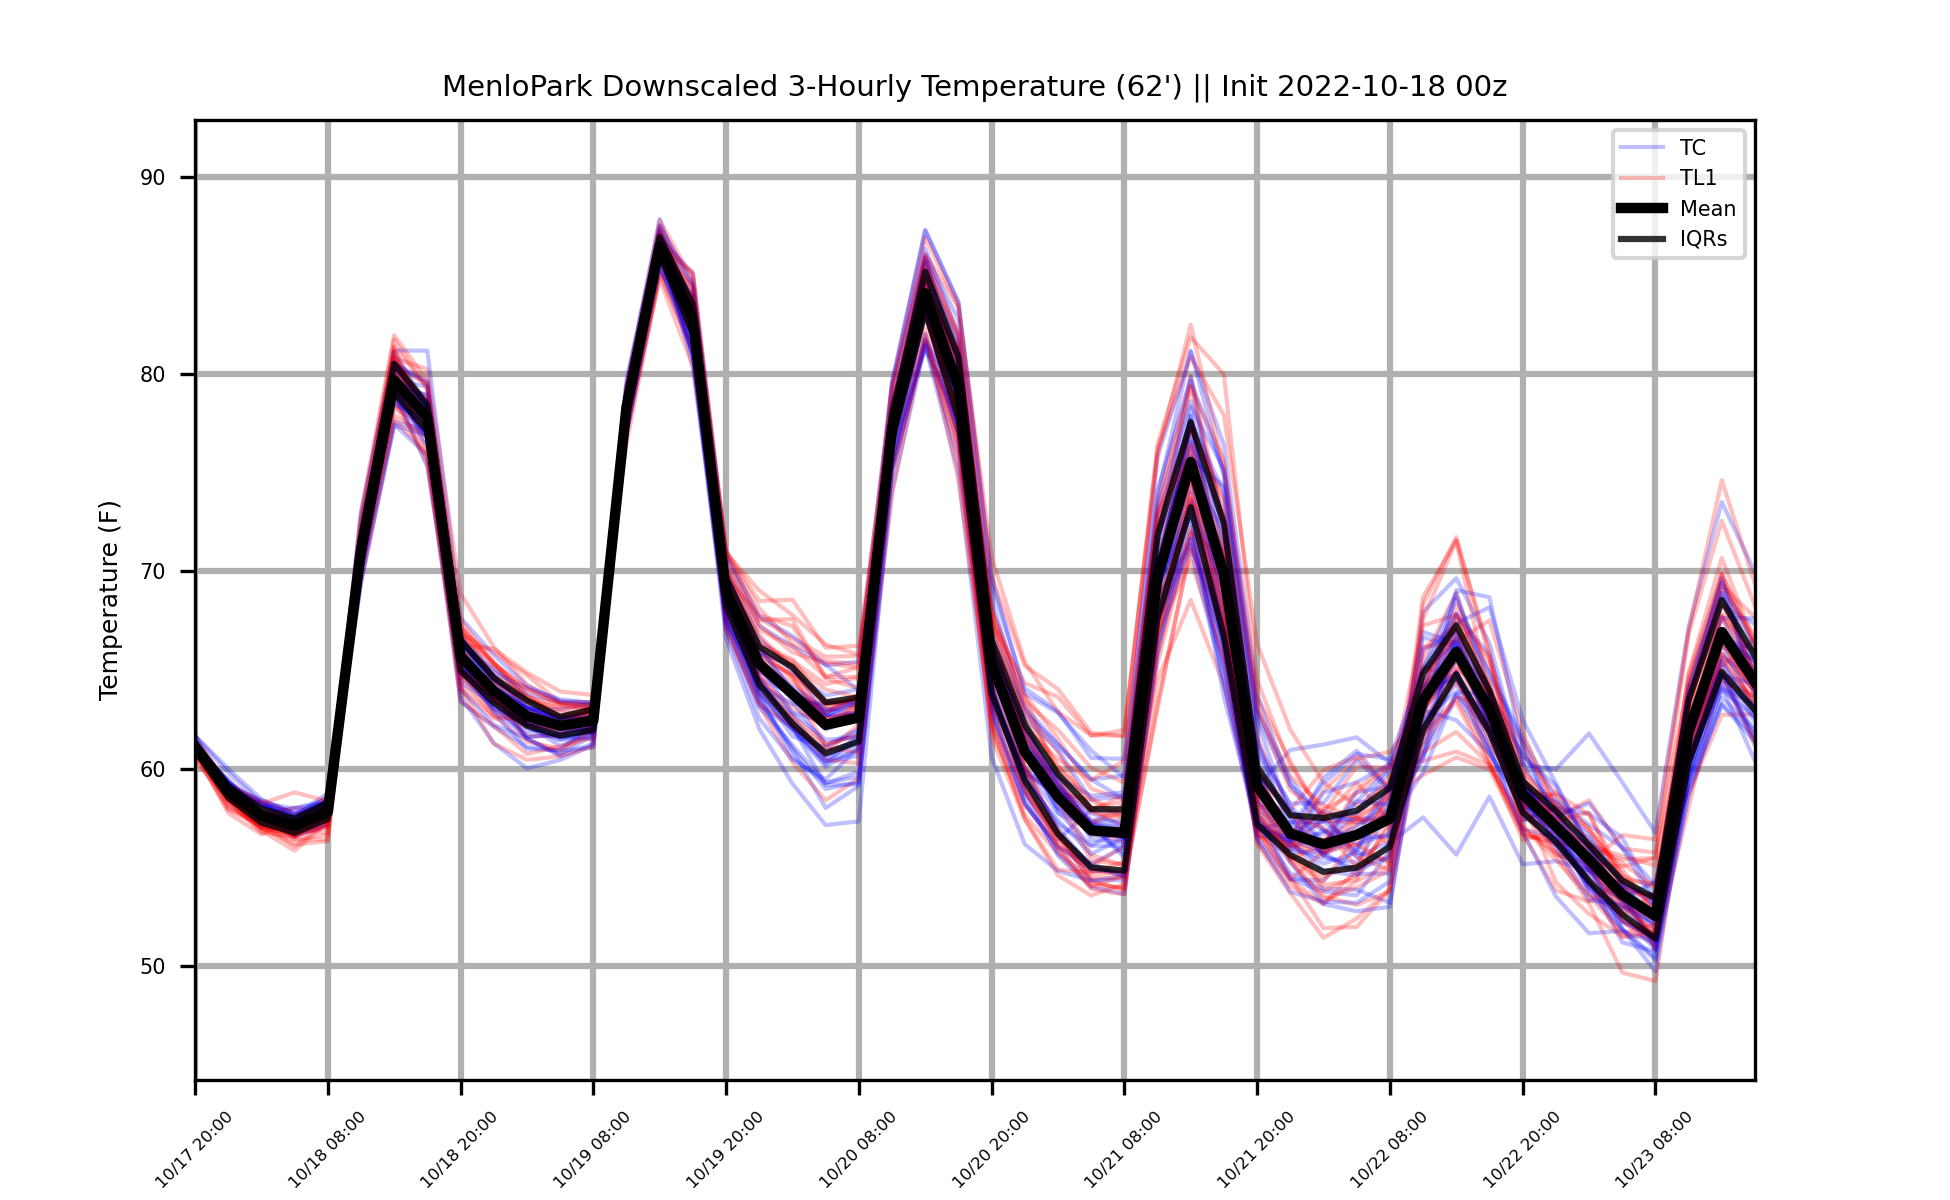 MenloPark Downscaled 3-Hourly Temperature (62') || Init 2022-10-18 00z
TC
TL1
Mean
IQRs
Temperature (F)
90
80
70
60
50
10/17 20:00
10/18 08:00
10/18 20:00
10/19 08:00
10/19 20:00
10/20 08:00
10/20 20:00
10/21 08:00
10/21 20:00
10/22 08:00
10/22 20:00
10/23 08:00